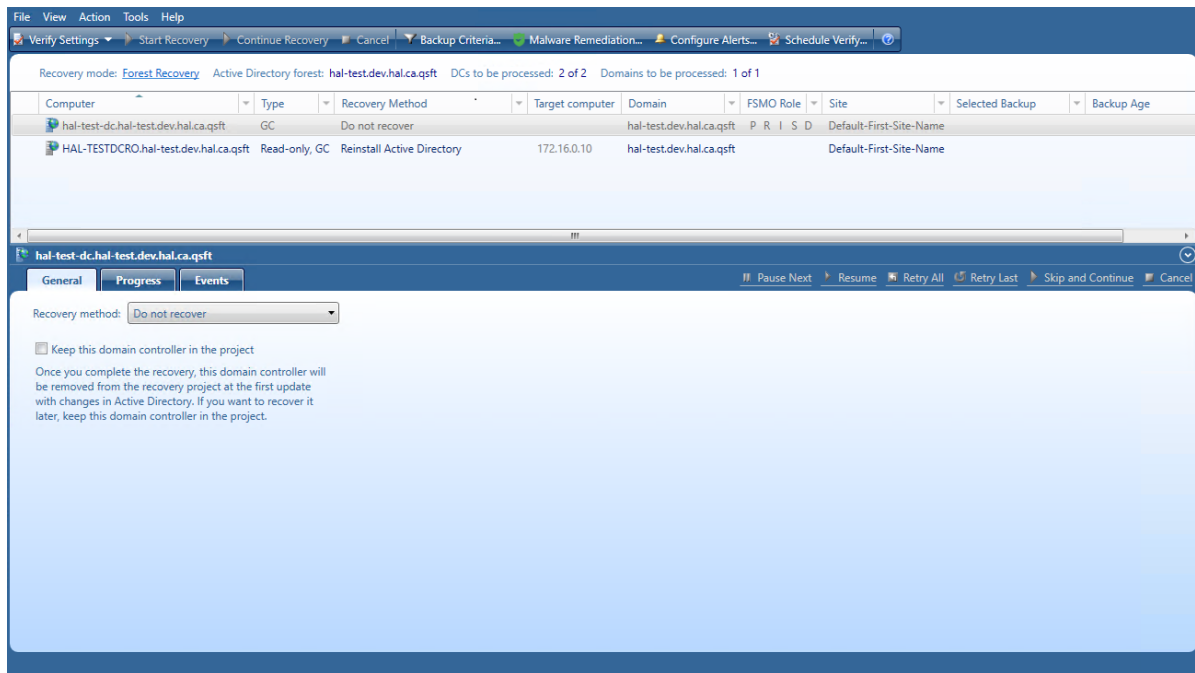 File View Action Tools Help
Verify Settings Start Recovery Continue Recovery Cancel Backup Criteria... Malware Remediation... Configure Alerts... Schedule Verify...
Recovery mode: Forest Recovery Active Directory forest: hal-test.dev.hal.ca.qsft DCs to be processed: 2 of 2 Domains to be processed: 1 of 1
Computer Type Recovery Method Target computer Domain FSMO Role Site Selected Backup Backup Age
hal-test-dc.hal-test.dev.hal.ca.qsft GC Do not recover hal-test.dev.hal.ca.qsft P R I S D Default-First-Site-Name
HAL-TESTDCRO.hal-test.dev.hal.ca.qsft Read-only, GC Reinstall Active Directory 172.16.0.10 hal-test.dev.hal.ca.qsft Default-First-Site-Name
hal-test-dc.hal-test.dev.hal.ca.qsft
General Progress Events Pause Next Resume Retry All Retry Last Skip and Continue Cancel
Recovery method: Do not recover
Keep this domain controller in the project
Once you complete the recovery, this domain controller will
be removed from the recovery project at the first update
with changes in Active Directory. If you want to recover it
later, keep this domain controller in the project.